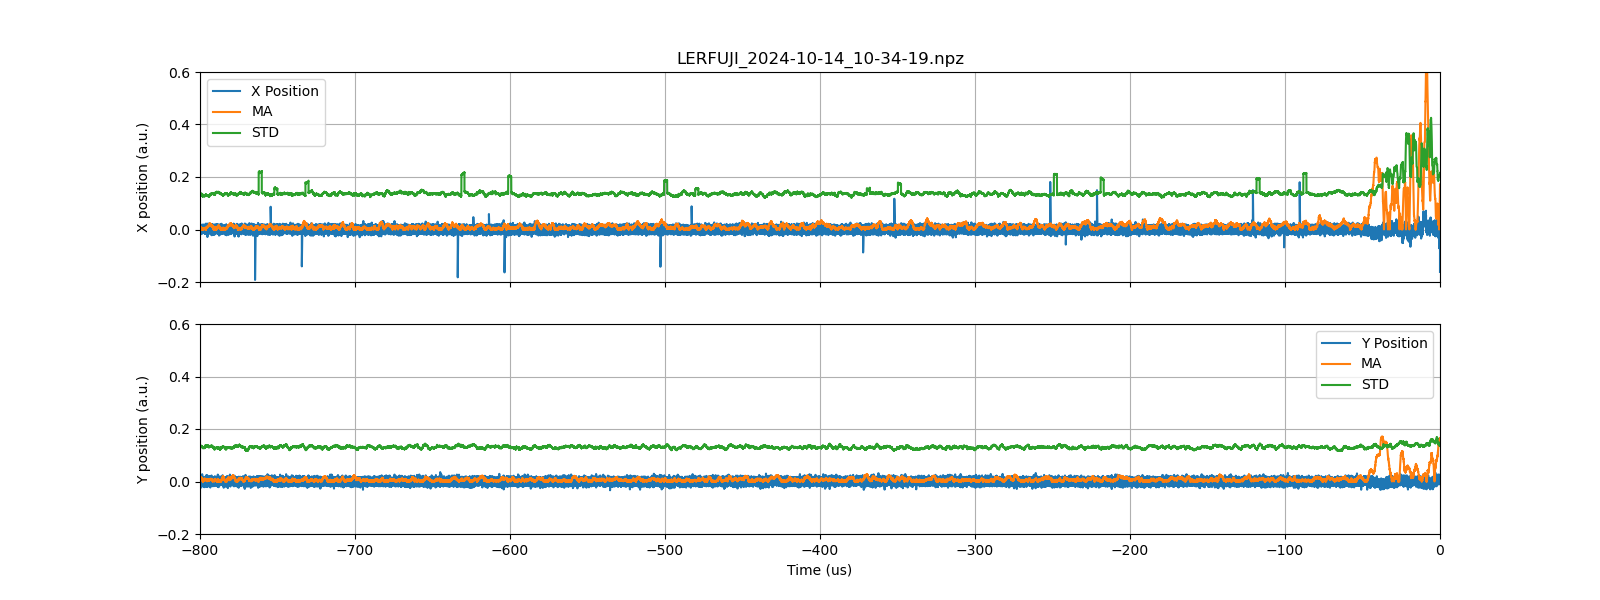 LERFUJI_2024-10-14_10-34-19.npz
0.6
0.4
0.2
0.0
−0.2
X position (a.u.)
X Position
MA
STD
0.6
0.4
0.2
0.0
−0.2
Y position (a.u.)
Y Position
MA
STD
−800 −700 −600 −500 −400 −300 −200 −100 0
Time (us)